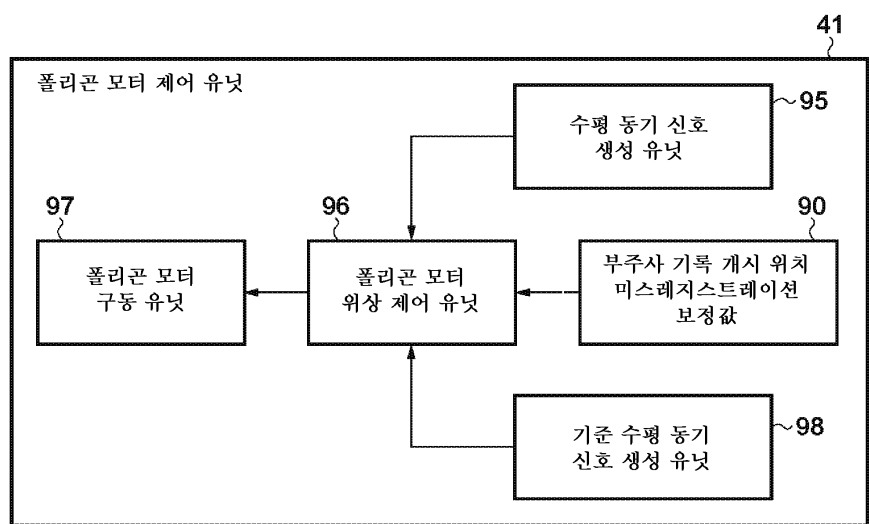 41
폴리곤 모터 제어 유닛
95
수평 동기 신호
생성 유닛
97
폴리곤 모터
구동 유닛
96
폴리곤 모터
위상 제어 유닛
90
부주사 기록 개시 위치
미스레지스트레이션
보정값
98
기준 수평 동기
신호 생성 유닛